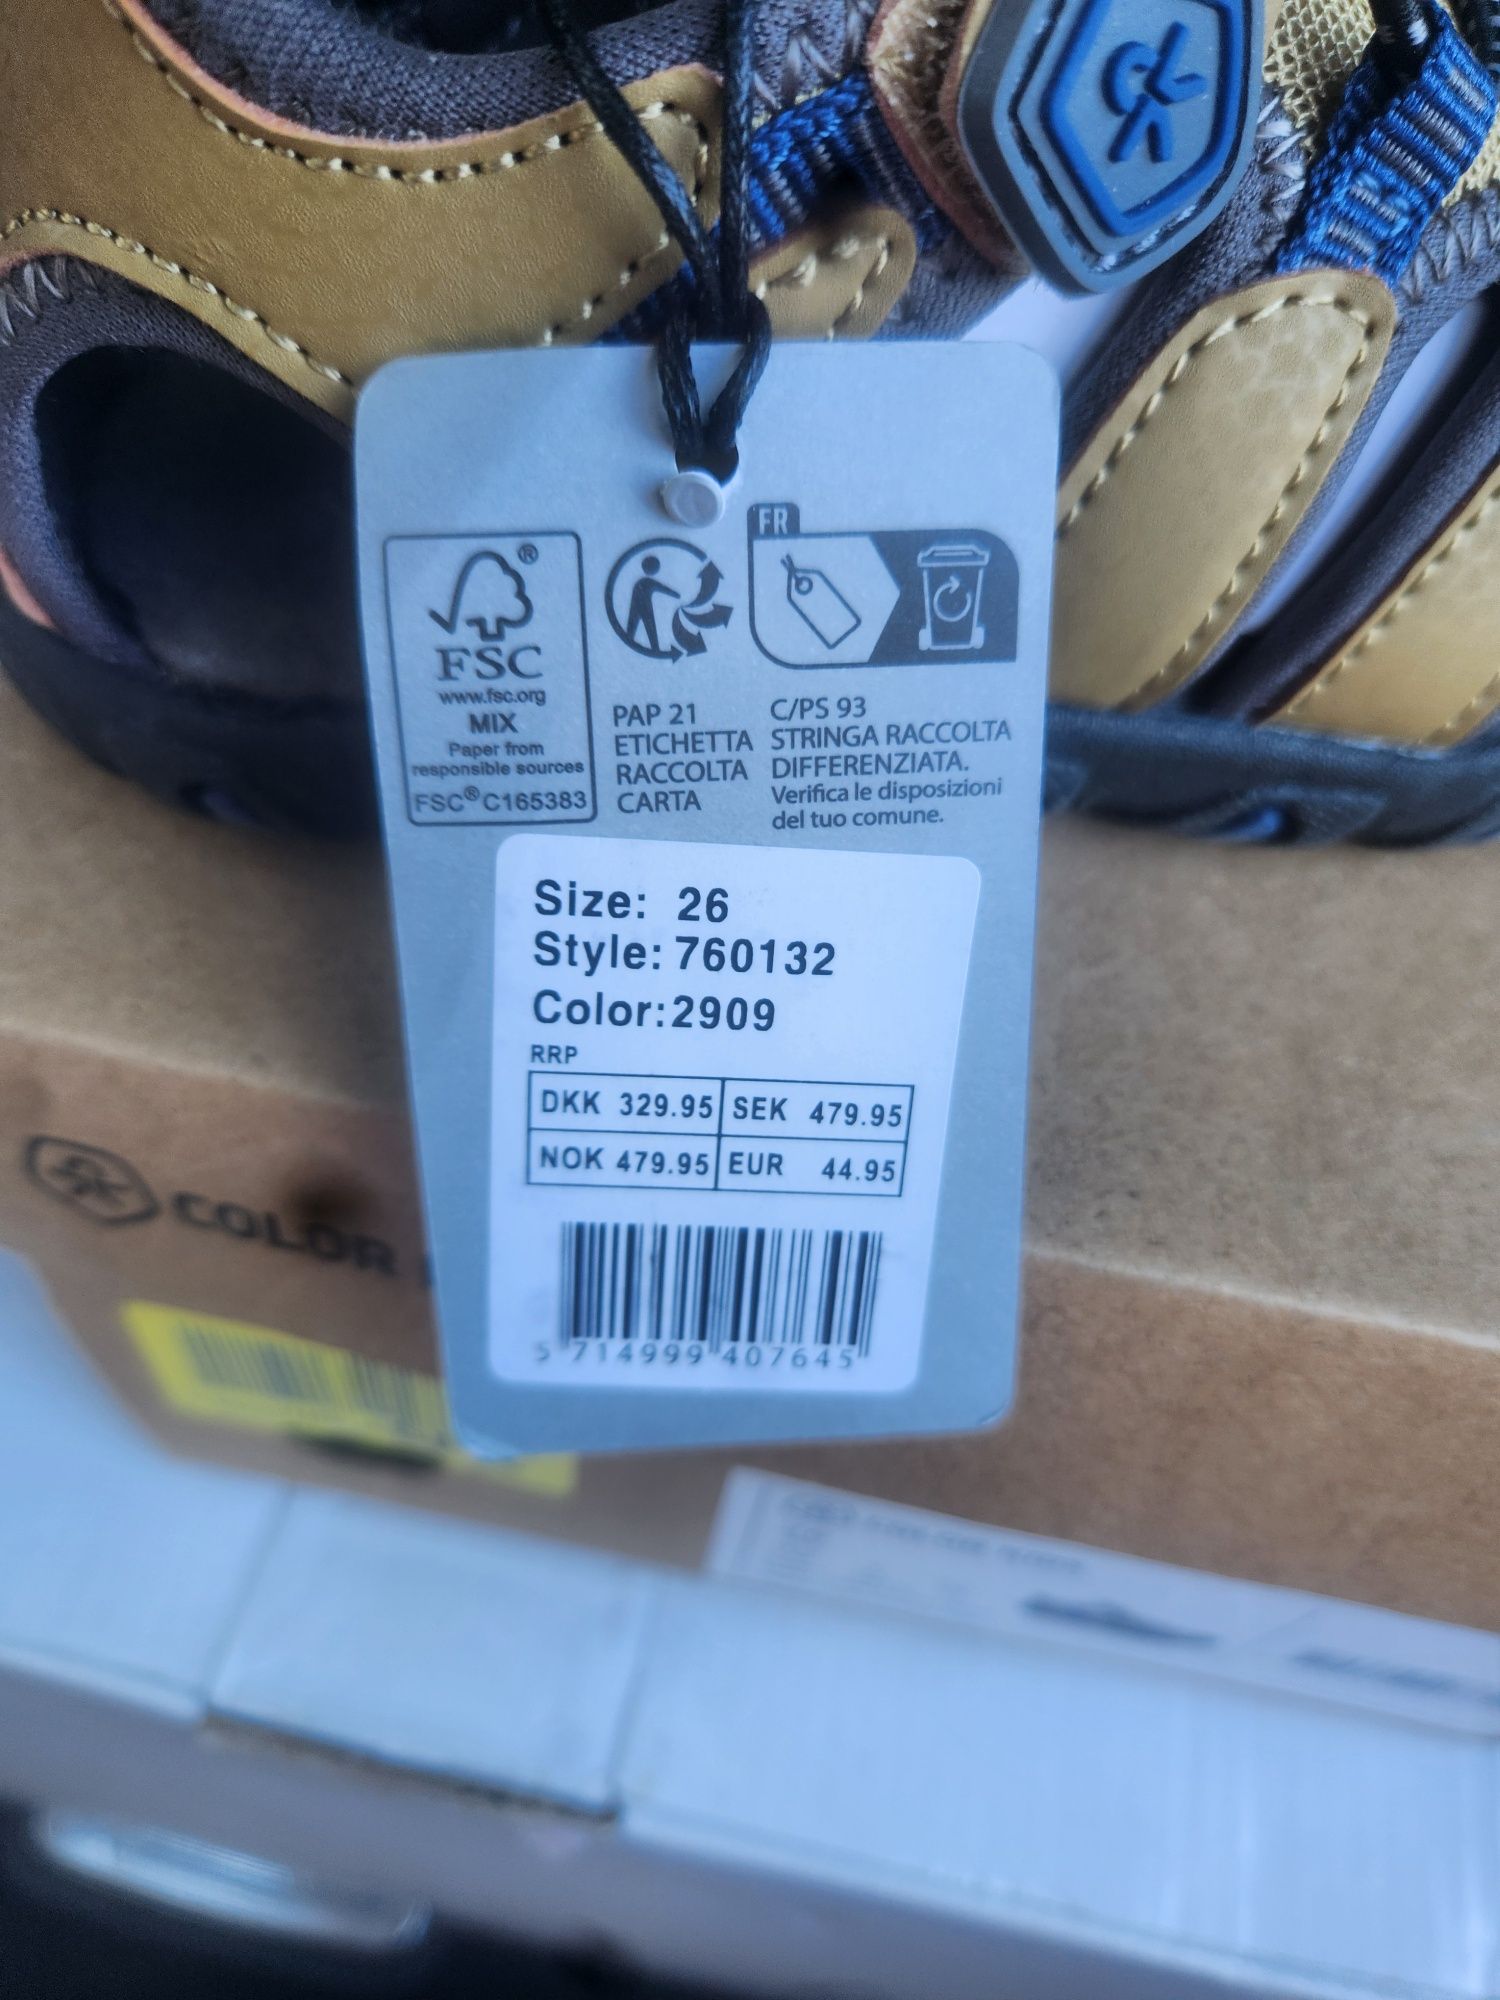 FR
FSC®
www.fsc.org
MIX
Paper from
responsible sources
FSC® C165383
PAP 21
ETICHETTA
RACCOLTA
CARTA
C/PS 93
STRINGA RACCOLTA
DIFFERENZIATA.
Verifica le disposizioni
del tuo comune.
Size: 26
Style: 760132
Color: 2909
RRP
DKK 329.95 SEK 479.95
NOK 479.95 EUR 44.95
5 714999 407645
COLOR